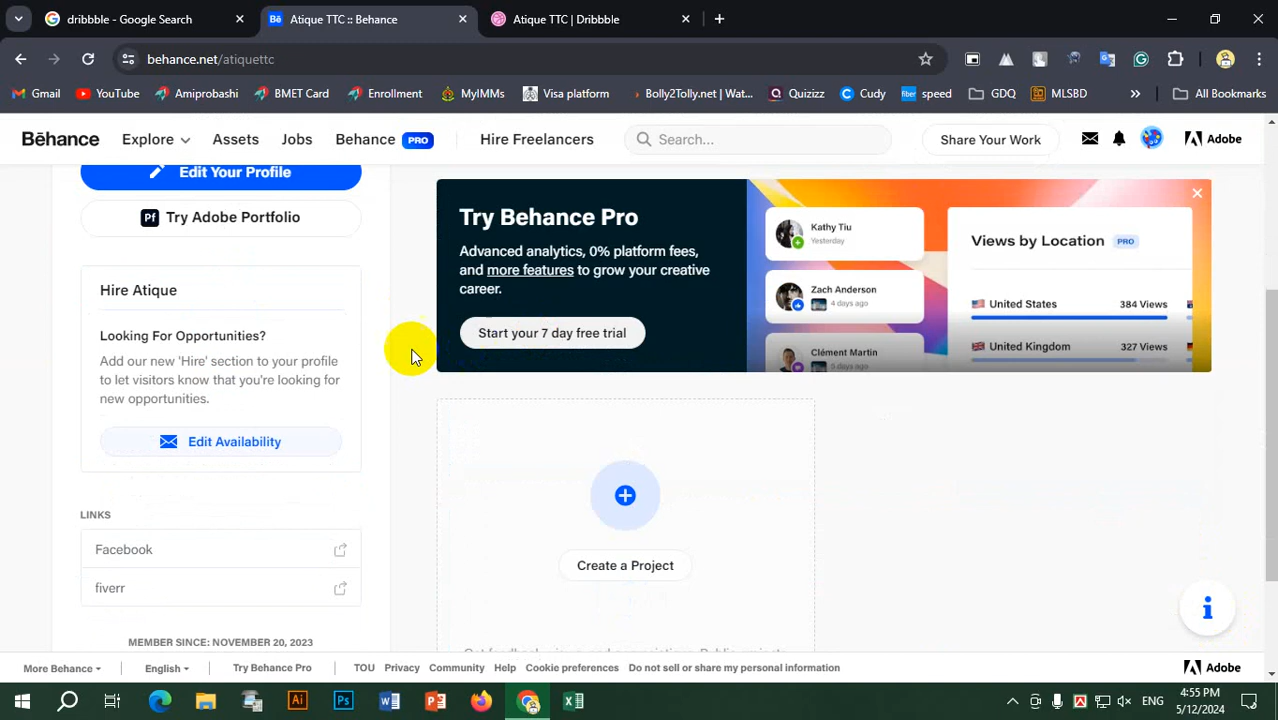 dribbble - Google Search
Atique TTC :: Behance
Atique TTC | Dribbble
behance.net/atiquettc
Gmail
YouTube
Amiprobashi
BMET Card
Enrollment
MyIMMs
Visa platform
Bolly2Tolly.net | Wat...
Quizizz
Cudy
fiber speed
GDQ
MLSBD
All Bookmarks
Bēhance
Explore
Assets
Jobs
Behance PRO
Hire Freelancers
Search...
Share Your Work
Adobe
Edit Your Profile
Pf Try Adobe Portfolio
Hire Atique
Looking For Opportunities?
Add our new 'Hire' section to your profile
to let visitors know that you're looking for
new opportunities.
Edit Availability
LINKS
Facebook
fiverr
MEMBER SINCE: NOVEMBER 20, 2023
Try Behance Pro
Advanced analytics, 0% platform fees,
and more features to grow your creative
career.
Start your 7 day free trial
Kathy Tiu
Yesterday
Zach Anderson
4 days ago
Clément Martin
5 days ago
Views by Location PRO
United States 384 Views
United Kingdom 327 Views
Create a Project
More Behance
English
Try Behance Pro
TOU
Privacy
Community
Help
Cookie preferences
Do not sell or share my personal information
Adobe
ENG
4:55 PM
5/12/2024